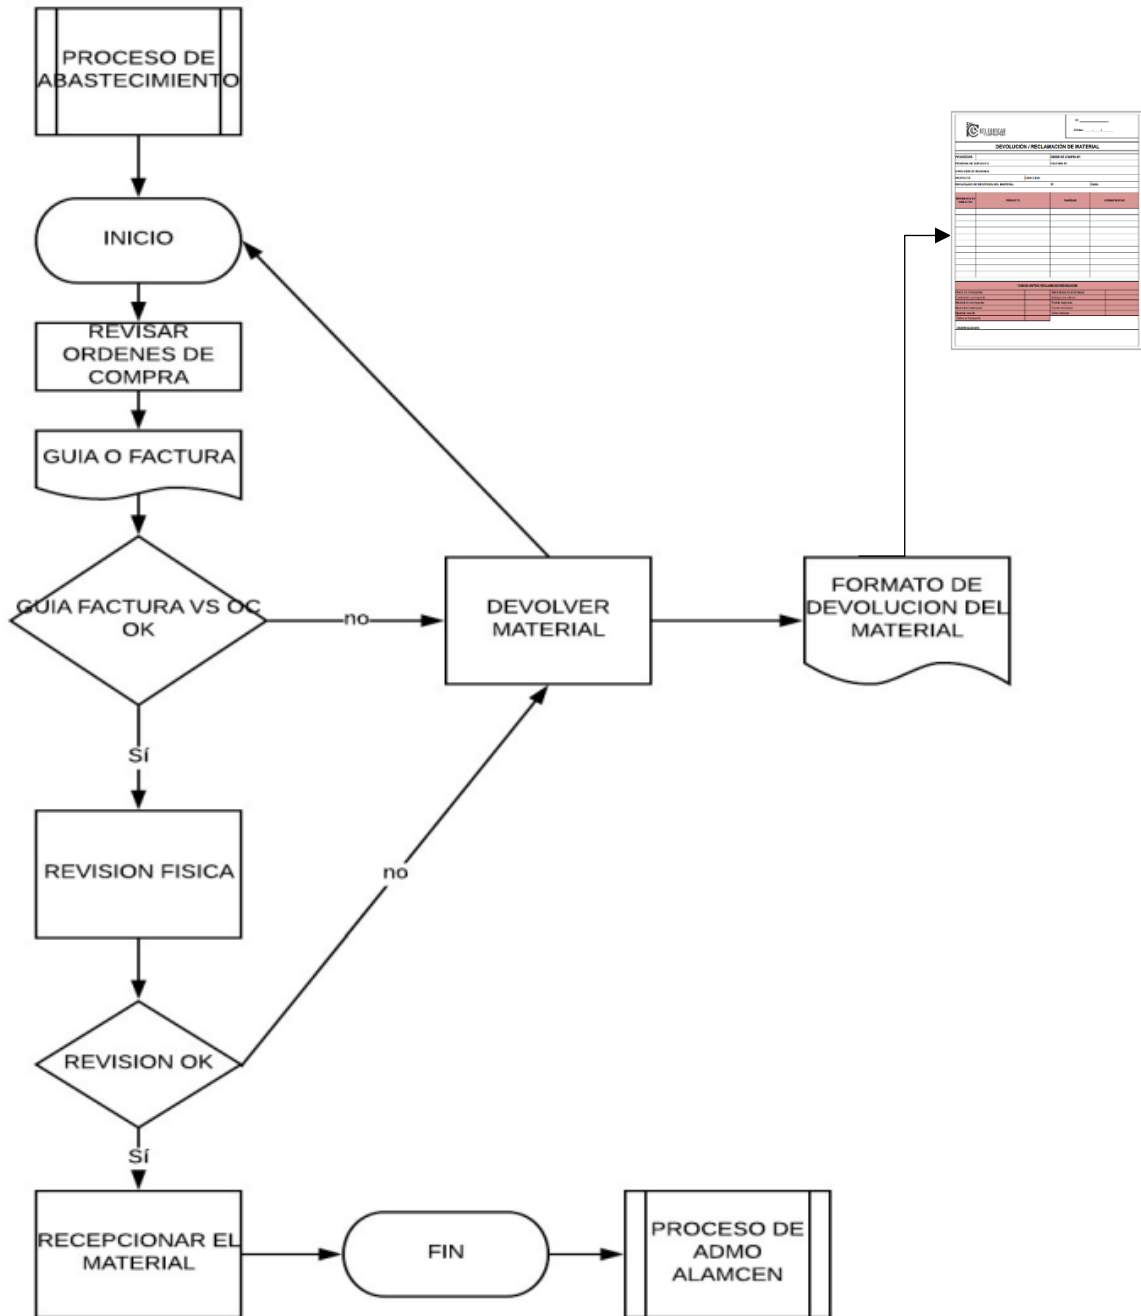 PROCESO DE
ABASTECIMIENTO
INICIO
REVISAR
ORDENES DE
COMPRA
GUIA O FACTURA
GUIA FACTURA VS OC
OK
no
DEVOLVER
MATERIAL
FORMATO DE
DEVOLUCION DEL
MATERIAL
DEVOLUCIÓN / RECLAMACIÓN DE MATERIAL
Sí
REVISION FISICA
no
REVISION OK
Sí
RECEPCIONAR EL
MATERIAL
FIN
PROCESO DE
ADMO
ALAMCEN